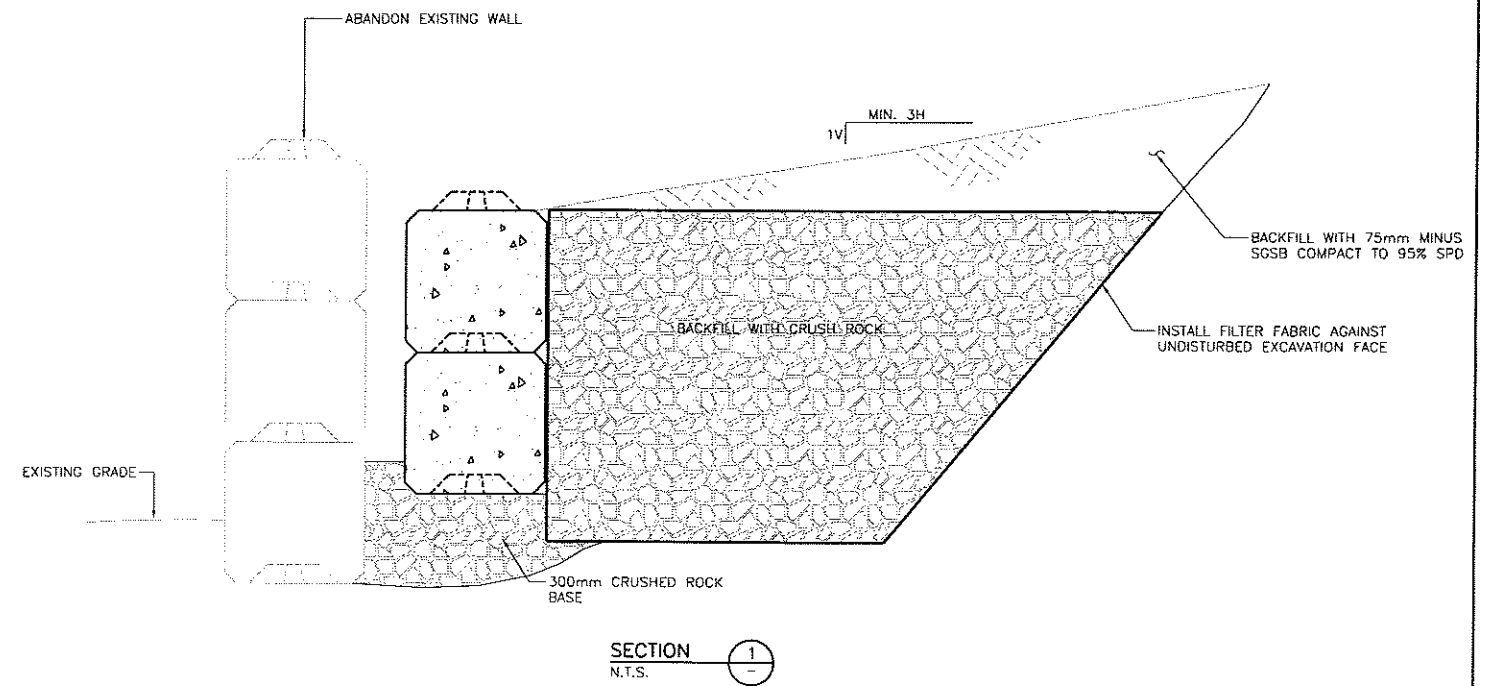 ABANDON EXISTING WALL
MIN. 3H
1V
BACKFILL WITH 75mm MINUS
SGSB COMPACT TO 95% SPD
BACKFILL WITH CRUSH ROCK
INSTALL FILTER FABRIC AGAINST
UNDISTURBED EXCAVATION FACE
EXISTING GRADE
300mm CRUSHED ROCK
BASE
SECTION 1
N.T.S. -